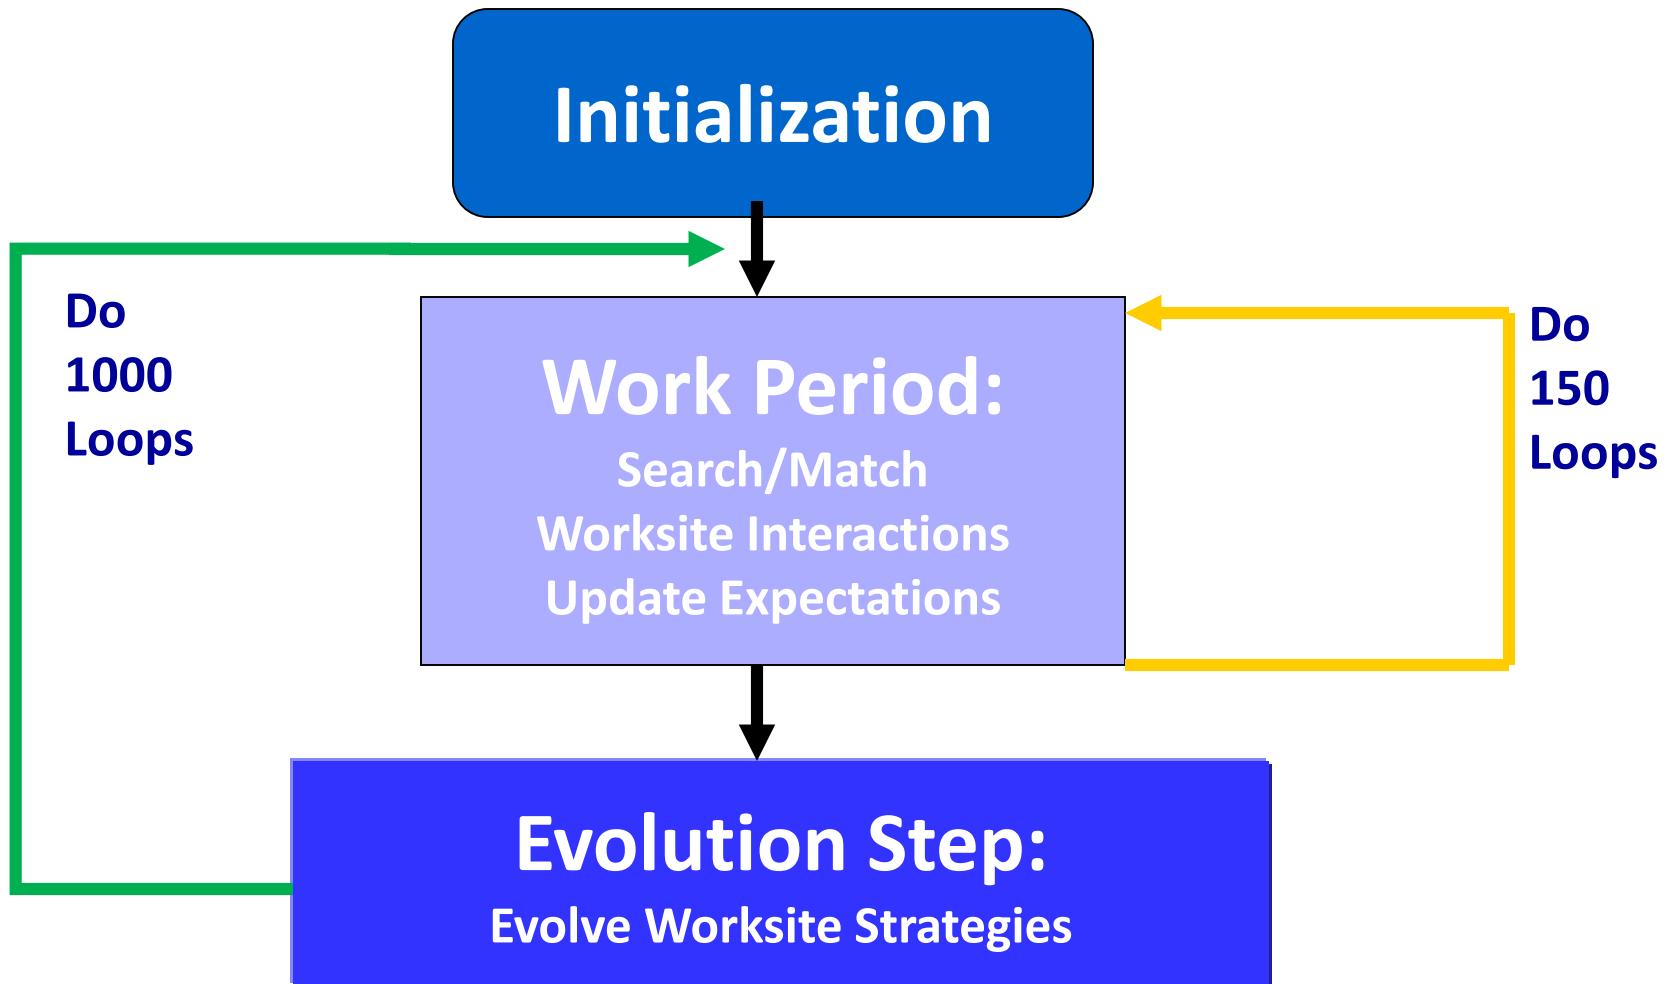 Initialization
Do
1000
Loops
Work Period:
Search/Match
Worksite Interactions
Update Expectations
Do
150
Loops
Evolution Step:
Evolve Worksite Strategies